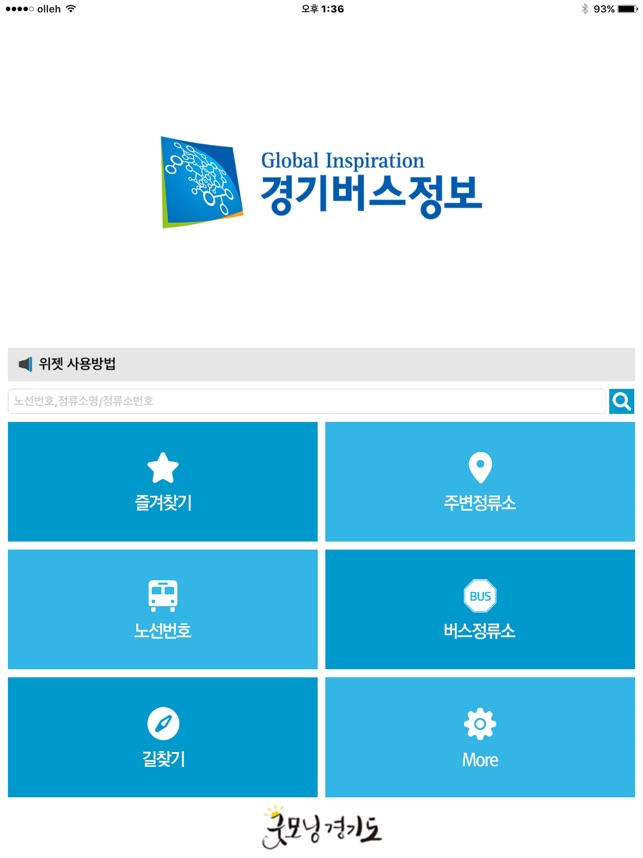 olleh 오후 1:36 93%
Global Inspiration
경기버스정보
위젯 사용방법
노선번호,정류소명/정류소번호
즐겨찾기
주변정류소
노선번호
BUS
버스정류소
길찾기
More
굿모닝 경기도